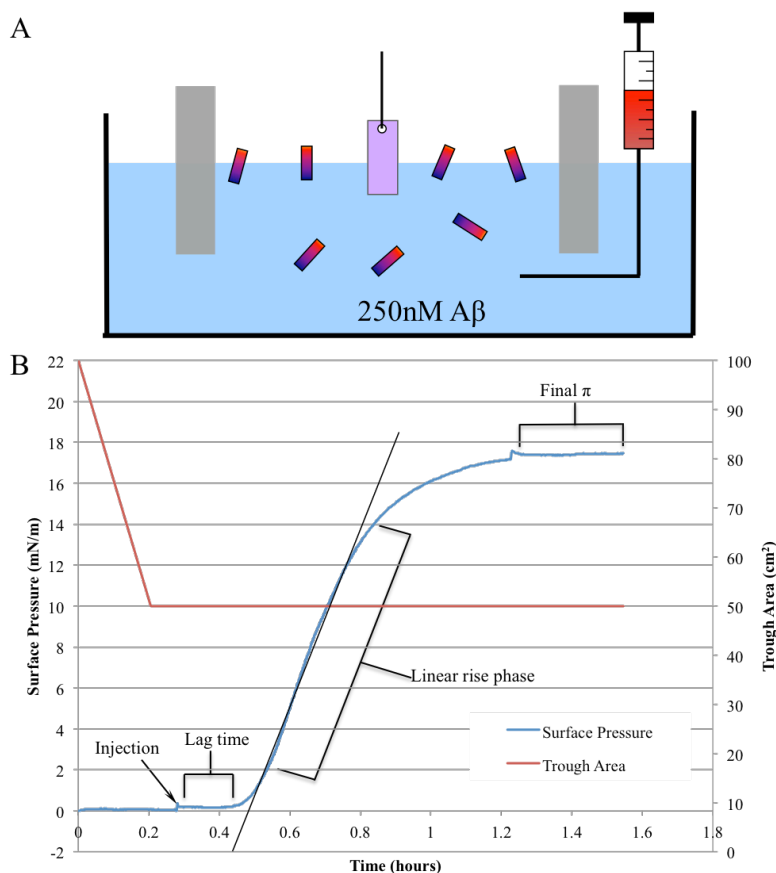 A
250nM Aβ
B
22
20
18
16
14
12
10
8
6
4
2
0
-2
Surface Pressure (mN/m)
100
90
80
70
60
50
40
30
20
10
0
Trough Area (cm²)
Final π
Linear rise phase
Injection
Lag time
Surface Pressure
Trough Area
0 0.2 0.4 0.6 0.8 1 1.2 1.4 1.6 1.8
Time (hours)